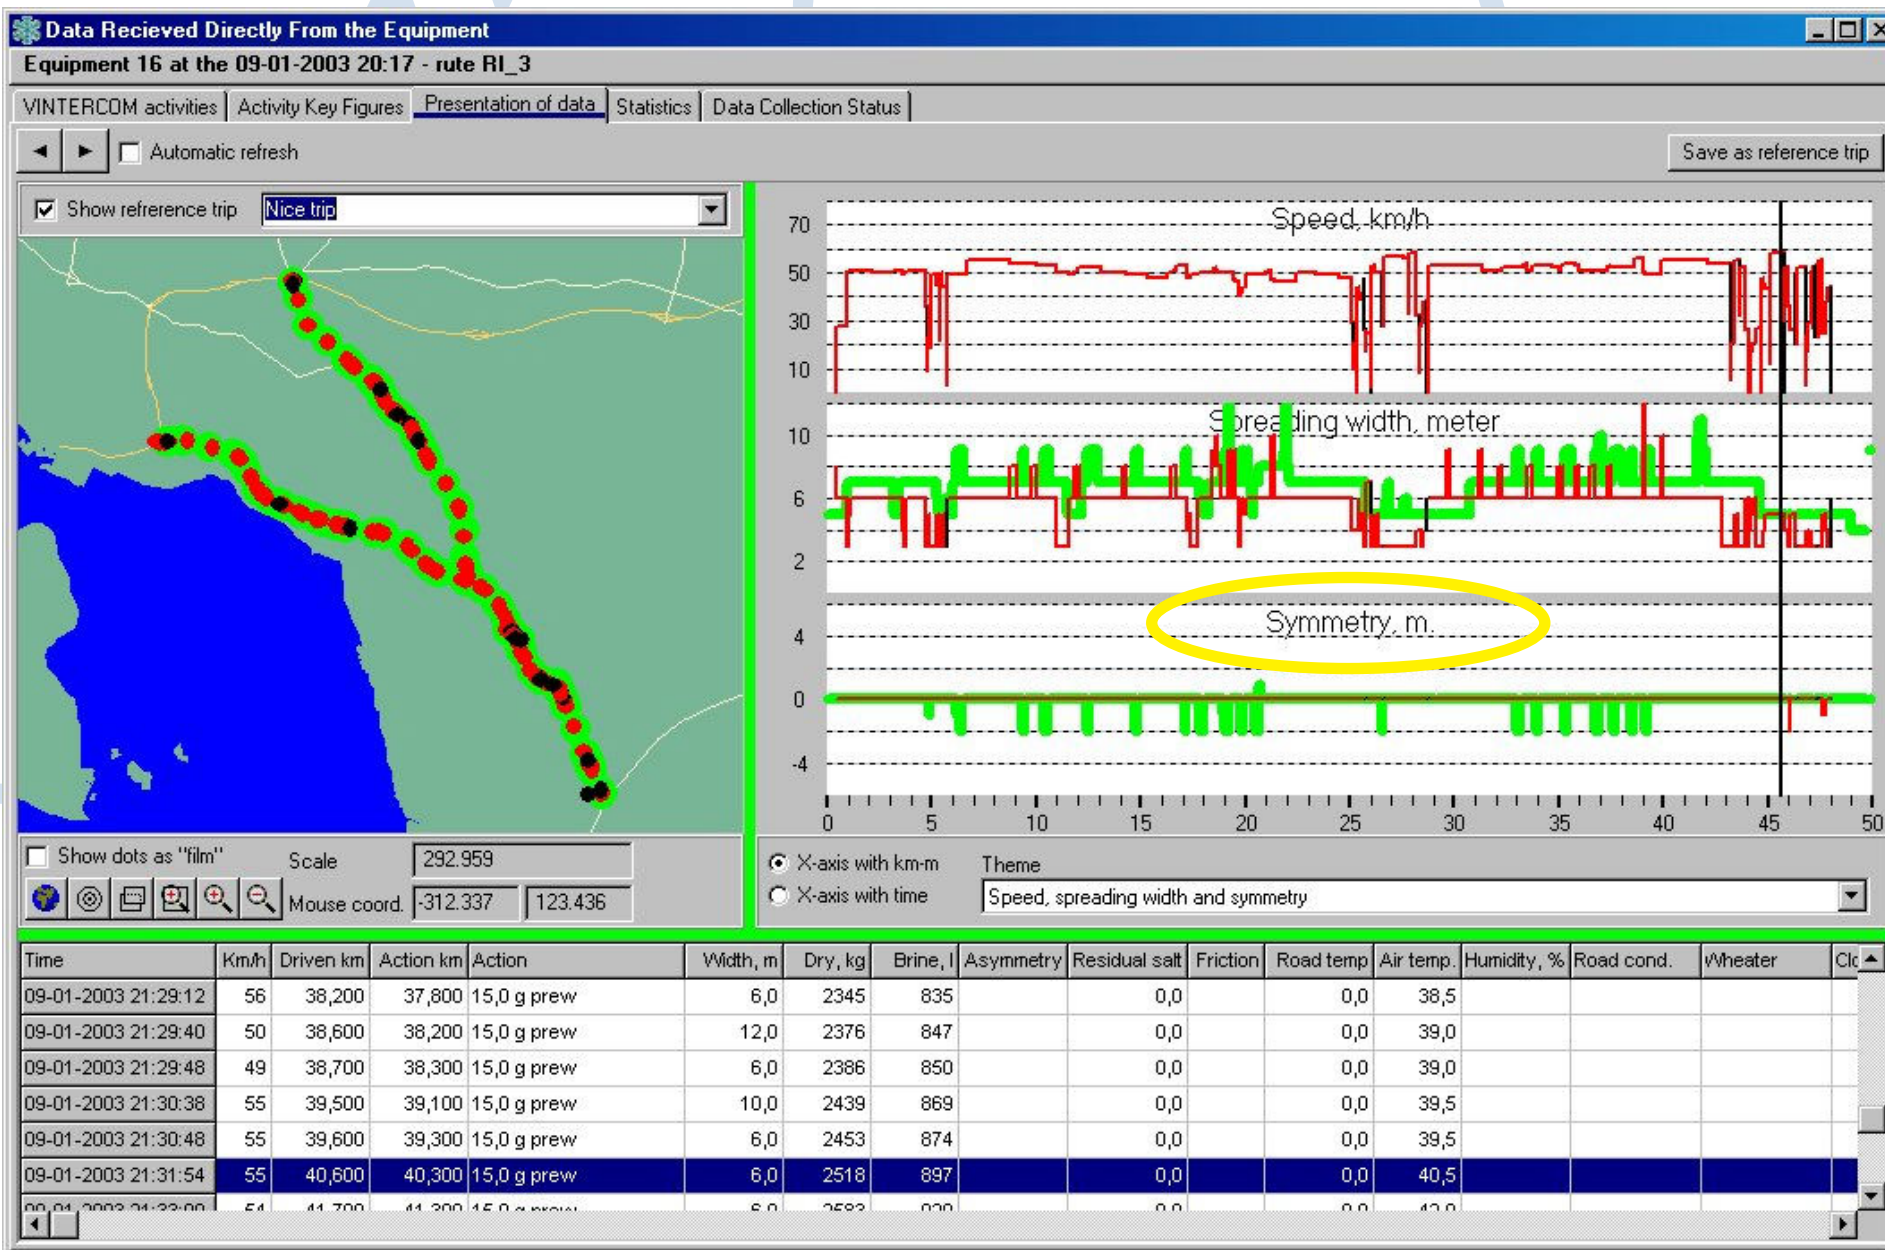 Data Recieved Directly From the Equipment
Equipment 16 at the 09-01-2003 20:17 - rute RI_3
VINTERCOM activities Activity Key Figures Presentation of data Statistics Data Collection Status
Automatic refresh Save as reference trip
Show refrerence trip Nice trip
Speed, km/h
70
50
30
10
Spreading width, meter
10
6
2
Symmetry, m.
4
0
-4
0 5 10 15 20 25 30 35 40 45 50
Show dots as "film" Scale 292.959
Mouse coord. -312.337 123.436
X-axis with km-m Theme
X-axis with time Speed, spreading width and symmetry
Time Km/h Driven km Action km Action Width, m Dry, kg Brine, l Asymmetry Residual salt Friction Road temp Air temp. Humidity, % Road cond. Wheater Clc
09-01-2003 21:29:12 56 38,200 37,800 15,0 g prew 6,0 2345 835 0,0 0,0 38,5
09-01-2003 21:29:40 50 38,600 38,200 15,0 g prew 12,0 2376 847 0,0 0,0 39,0
09-01-2003 21:29:48 49 38,700 38,300 15,0 g prew 6,0 2386 850 0,0 0,0 39,0
09-01-2003 21:30:38 55 39,500 39,100 15,0 g prew 10,0 2439 869 0,0 0,0 39,5
09-01-2003 21:30:48 55 39,600 39,300 15,0 g prew 6,0 2453 874 0,0 0,0 39,5
09-01-2003 21:31:54 55 40,600 40,300 15,0 g prew 6,0 2518 897 0,0 0,0 40,5